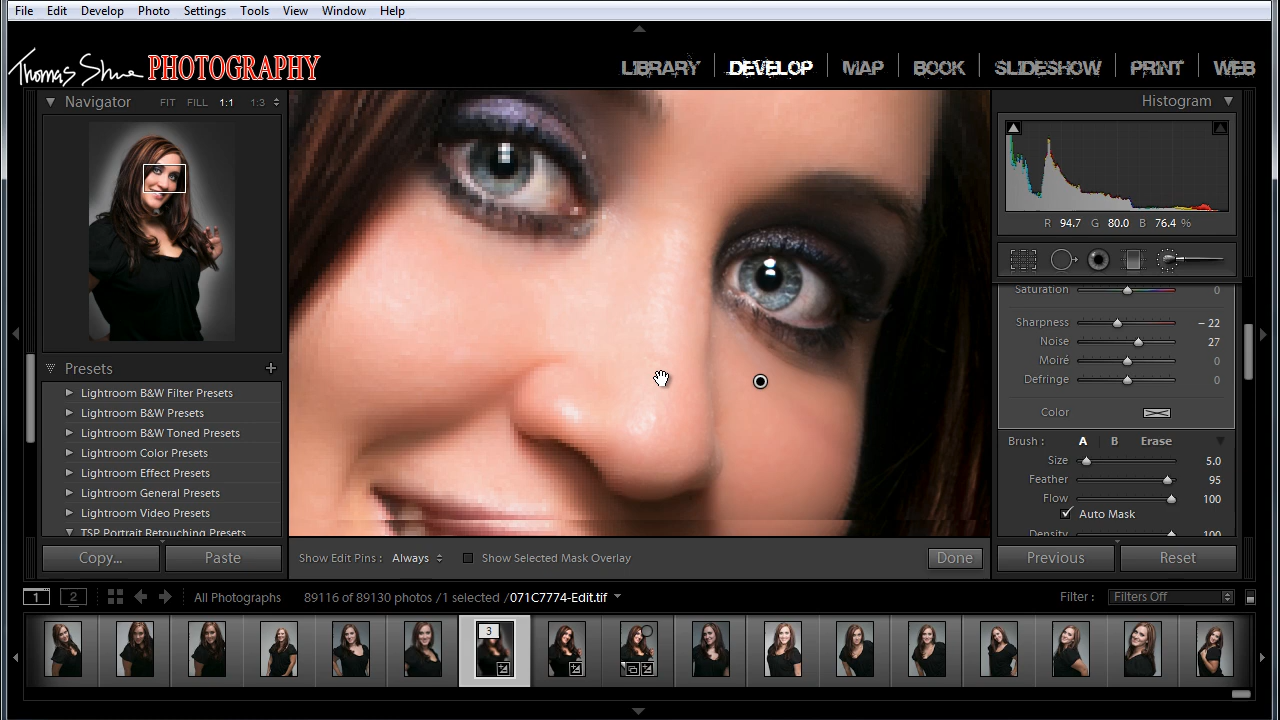 File Edit Develop Photo Settings Tools View Window Help
Thomas Shue PHOTOGRAPHY
LIBRARY DEVELOP MAP BOOK SLIDESHOW PRINT WEB
Navigator FIT FILL 1:1 1:3
Histogram
R 94.7 G 80.0 B 76.4 %
Saturation 0
Sharpness – 22
Noise 27
Moiré 0
Defringe 0
Color
Brush : A B Erase
Size 5.0
Feather 95
Flow 100
Auto Mask
Density 100
Presets +
Lightroom B&W Filter Presets
Lightroom B&W Presets
Lightroom B&W Toned Presets
Lightroom Color Presets
Lightroom Effect Presets
Lightroom General Presets
Lightroom Video Presets
TSP Portrait Retouching Presets
Copy... Paste
Show Edit Pins : Always Show Selected Mask Overlay Done
Previous Reset
1 2 All Photographs 89116 of 89130 photos /1 selected /071C7774-Edit.tif Filter : Filters Off
3